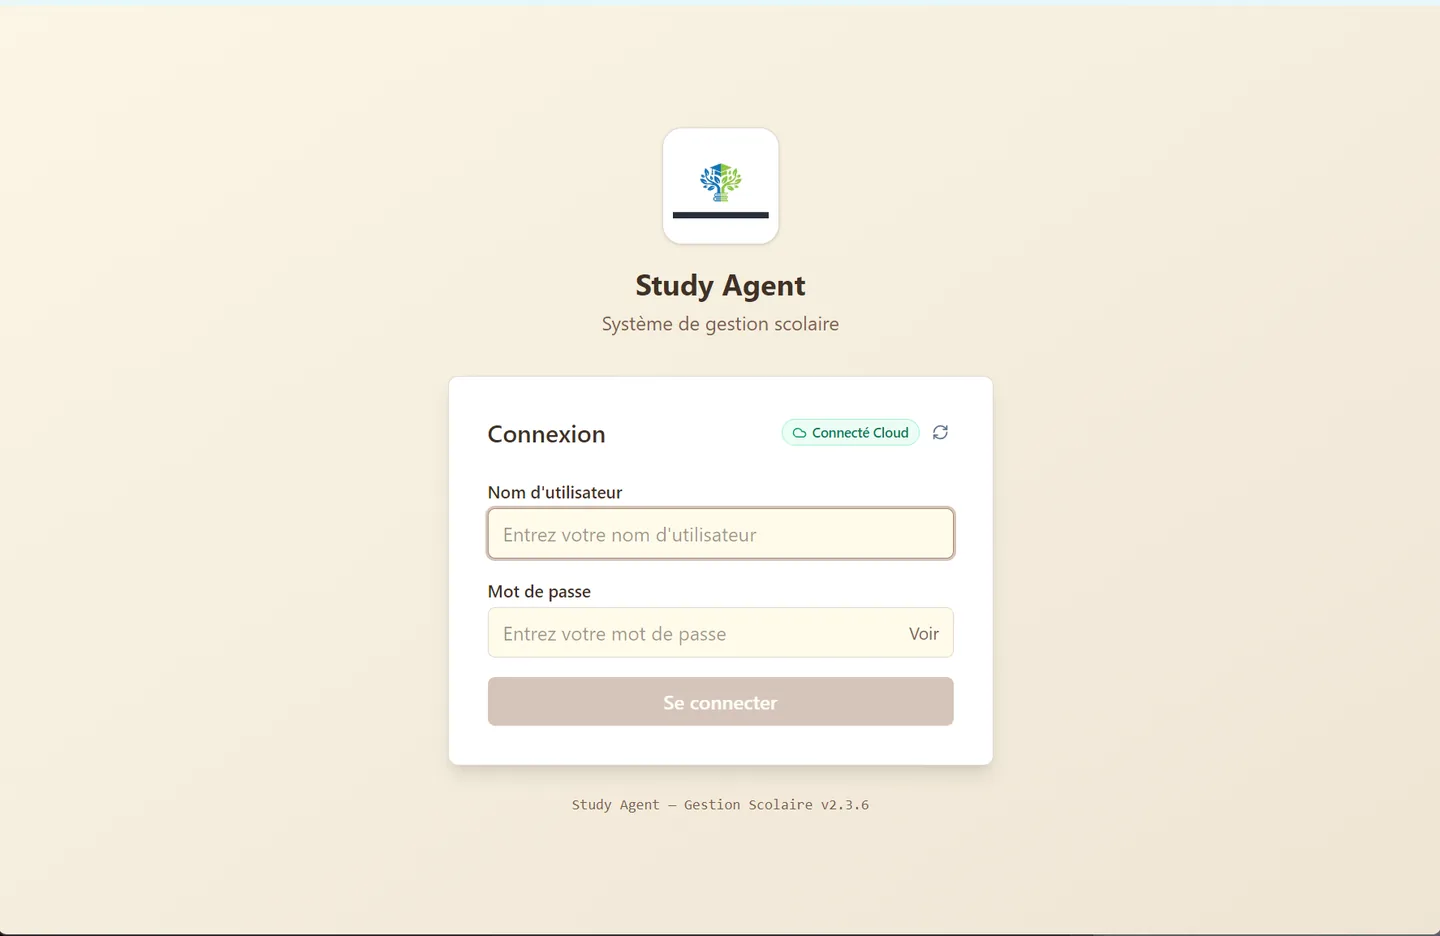 Study Agent
Système de gestion scolaire
Connexion
Connecté Cloud
Nom d'utilisateur
Entrez votre nom d'utilisateur
Mot de passe
Entrez votre mot de passe
Voir
Se connecter
Study Agent — Gestion Scolaire v2.3.6